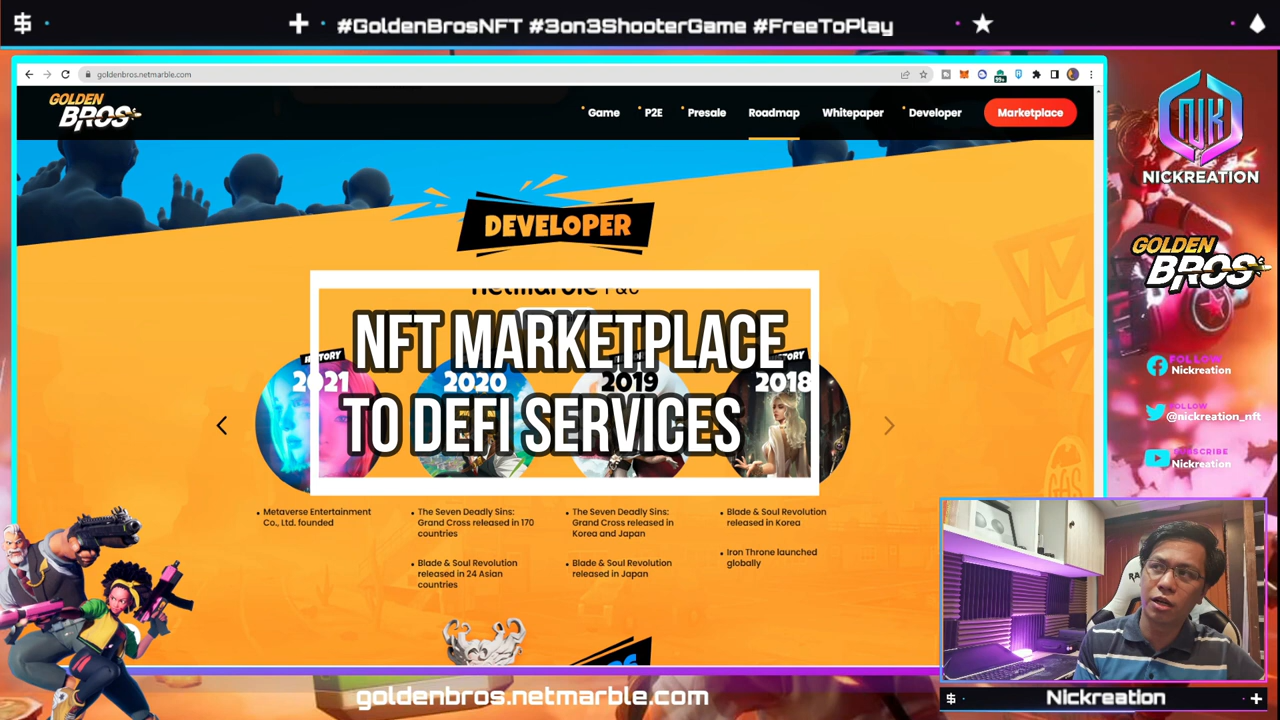 #GoldenBrosNFT #3on3ShooterGame #FreeToPlay
goldenbros.netmarble.com
GOLDEN
BROS
Game
P2E
Presale
Roadmap
Whitepaper
Developer
Marketplace
NK
NICKREATION
DEVELOPER
GOLDEN
BROS
NFT MARKETPLACE
TO DEFI SERVICES
2021
2020
2019
2018
FOLLOW
Nickreation
FOLLOW
@nickreation_nft
SUBSCRIBE
Nickreation
• Metaverse Entertainment
Co., Ltd. founded
• The Seven Deadly Sins:
Grand Cross released in 170
countries
• Blade & Soul Revolution
released in 24 Asian
countries
• The Seven Deadly Sins:
Grand Cross released in
Korea and Japan
• Blade & Soul Revolution
released in Japan
• Blade & Soul Revolution
released in Korea
• Iron Throne launched
globally
goldenbros.netmarble.com
Nickreation